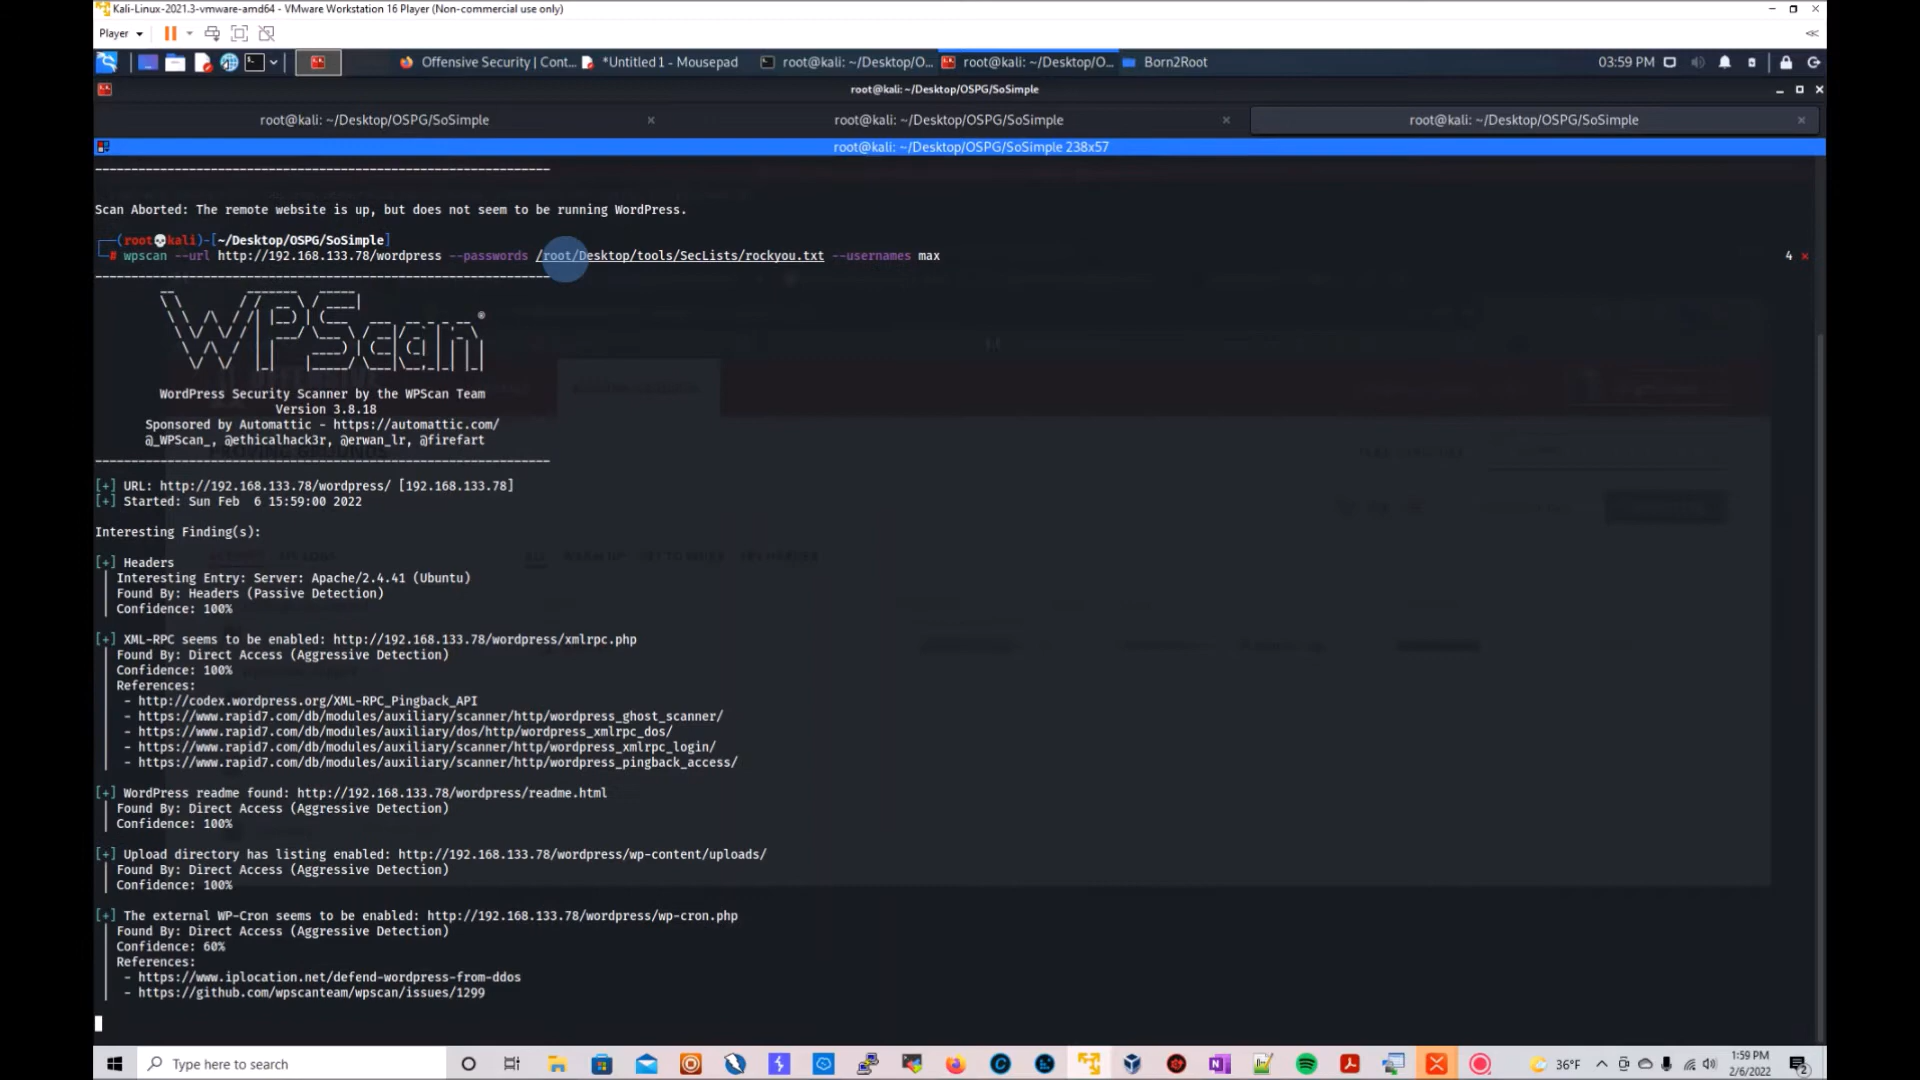 Kali-Linux-2021.3-vmware-amd64 - VMware Workstation 16 Player (Non-commercial use only)
Player
Offensive Security | Cont...
*Untitled 1 - Mousepad
root@kali: ~/Desktop/O...
root@kali: ~/Desktop/O...
Born2Root
03:59 PM
root@kali: ~/Desktop/OSPG/SoSimple
root@kali: ~/Desktop/OSPG/SoSimple
root@kali: ~/Desktop/OSPG/SoSimple
root@kali: ~/Desktop/OSPG/SoSimple
root@kali: ~/Desktop/OSPG/SoSimple 238x57
Scan Aborted: The remote website is up, but does not seem to be running WordPress.
(root💀kali)-[~/Desktop/OSPG/SoSimple]
# wpscan --url http://192.168.133.78/wordpress --passwords /root/Desktop/tools/SecLists/rockyou.txt --usernames max
4
WPScan ®
WordPress Security Scanner by the WPScan Team
Version 3.8.18
Sponsored by Automattic - https://automattic.com/
@_WPScan_, @ethicalhack3r, @erwan_lr, @firefart
[+] URL: http://192.168.133.78/wordpress/ [192.168.133.78]
[+] Started: Sun Feb  6 15:59:00 2022
Interesting Finding(s):
[+] Headers
| Interesting Entry: Server: Apache/2.4.41 (Ubuntu)
| Found By: Headers (Passive Detection)
| Confidence: 100%
[+] XML-RPC seems to be enabled: http://192.168.133.78/wordpress/xmlrpc.php
| Found By: Direct Access (Aggressive Detection)
| Confidence: 100%
| References:
|  - http://codex.wordpress.org/XML-RPC_Pingback_API
|  - https://www.rapid7.com/db/modules/auxiliary/scanner/http/wordpress_ghost_scanner/
|  - https://www.rapid7.com/db/modules/auxiliary/dos/http/wordpress_xmlrpc_dos/
|  - https://www.rapid7.com/db/modules/auxiliary/scanner/http/wordpress_xmlrpc_login/
|  - https://www.rapid7.com/db/modules/auxiliary/scanner/http/wordpress_pingback_access/
[+] WordPress readme found: http://192.168.133.78/wordpress/readme.html
| Found By: Direct Access (Aggressive Detection)
| Confidence: 100%
[+] Upload directory has listing enabled: http://192.168.133.78/wordpress/wp-content/uploads/
| Found By: Direct Access (Aggressive Detection)
| Confidence: 100%
[+] The external WP-Cron seems to be enabled: http://192.168.133.78/wordpress/wp-cron.php
| Found By: Direct Access (Aggressive Detection)
| Confidence: 60%
| References:
|  - https://www.iplocation.net/defend-wordpress-from-ddos
|  - https://github.com/wpscanteam/wpscan/issues/1299
Type here to search
36°F
1:59 PM
2/6/2022
2